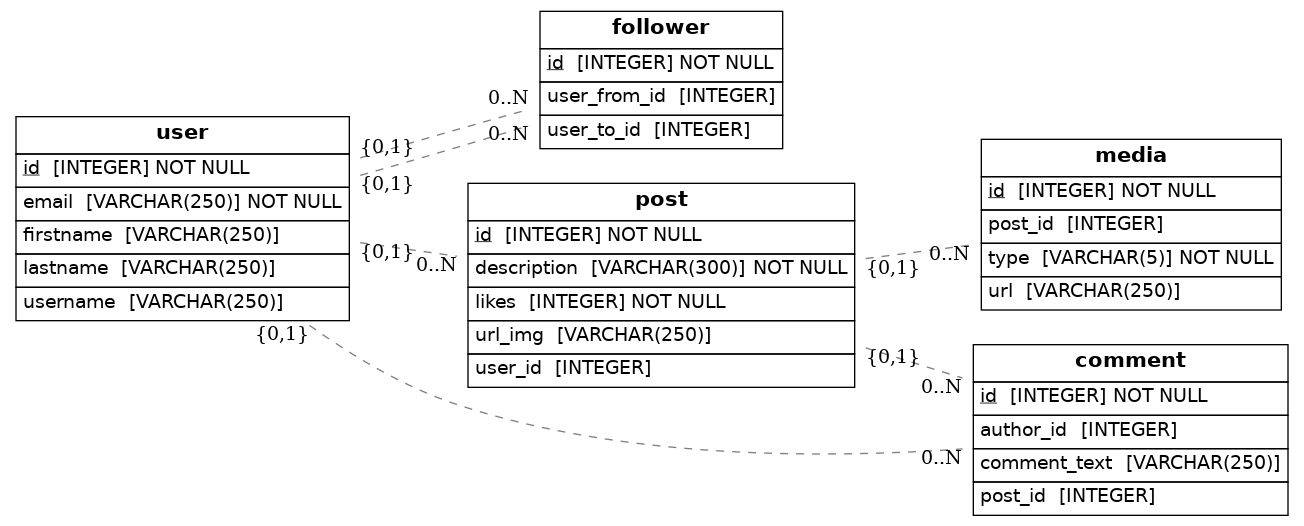 follower
id [INTEGER] NOT NULL
user_from_id [INTEGER]
user_to_id [INTEGER]
0..N
0..N
{0,1}
{0,1}
user
id [INTEGER] NOT NULL
email [VARCHAR(250)] NOT NULL
firstname [VARCHAR(250)]
lastname [VARCHAR(250)]
username [VARCHAR(250)]
{0,1}
0..N
{0,1}
post
id [INTEGER] NOT NULL
description [VARCHAR(300)] NOT NULL
likes [INTEGER] NOT NULL
url_img [VARCHAR(250)]
user_id [INTEGER]
{0,1}
0..N
{0,1}
0..N
0..N
media
id [INTEGER] NOT NULL
post_id [INTEGER]
type [VARCHAR(5)] NOT NULL
url [VARCHAR(250)]
comment
id [INTEGER] NOT NULL
author_id [INTEGER]
comment_text [VARCHAR(250)]
post_id [INTEGER]